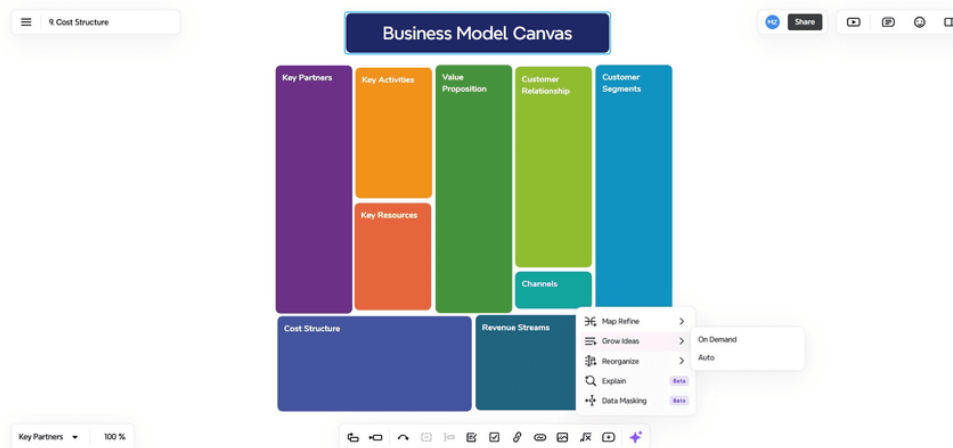 9. Cost Structure
Business Model Canvas
MZ
Share
Key Partners
Key Activities
Value
Proposition
Customer
Relationship
Customer
Segments
Key Resources
Channels
Cost Structure
Revenue Streams
Map Refine
Grow Ideas
On Demand
Auto
Reorganize
Explain
Beta
Data Masking
Beta
Key Partners
100 %